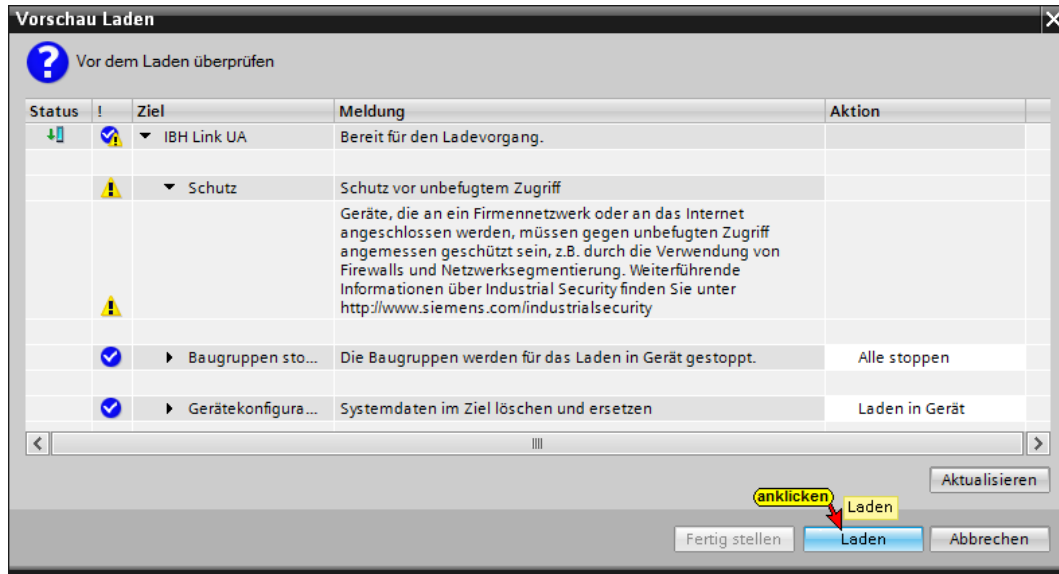 Vorschau Laden
Vor dem Laden überprüfen
Status ! Ziel Meldung Aktion
IBH Link UA Bereit für den Ladevorgang.
Schutz Schutz vor unbefugtem Zugriff
Geräte, die an ein Firmennetzwerk oder an das Internet
angeschlossen werden, müssen gegen unbefugten Zugriff
angemessen geschützt sein, z.B. durch die Verwendung von
Firewalls und Netzwerksegmentierung. Weiterführende
Informationen über Industrial Security finden Sie unter
http://www.siemens.com/industrialsecurity
Baugruppen sto... Die Baugruppen werden für das Laden in Gerät gestoppt. Alle stoppen
Gerätekonfigura... Systemdaten im Ziel löschen und ersetzen Laden in Gerät
Aktualisieren
anklicken
Laden
Fertig stellen Laden Abbrechen